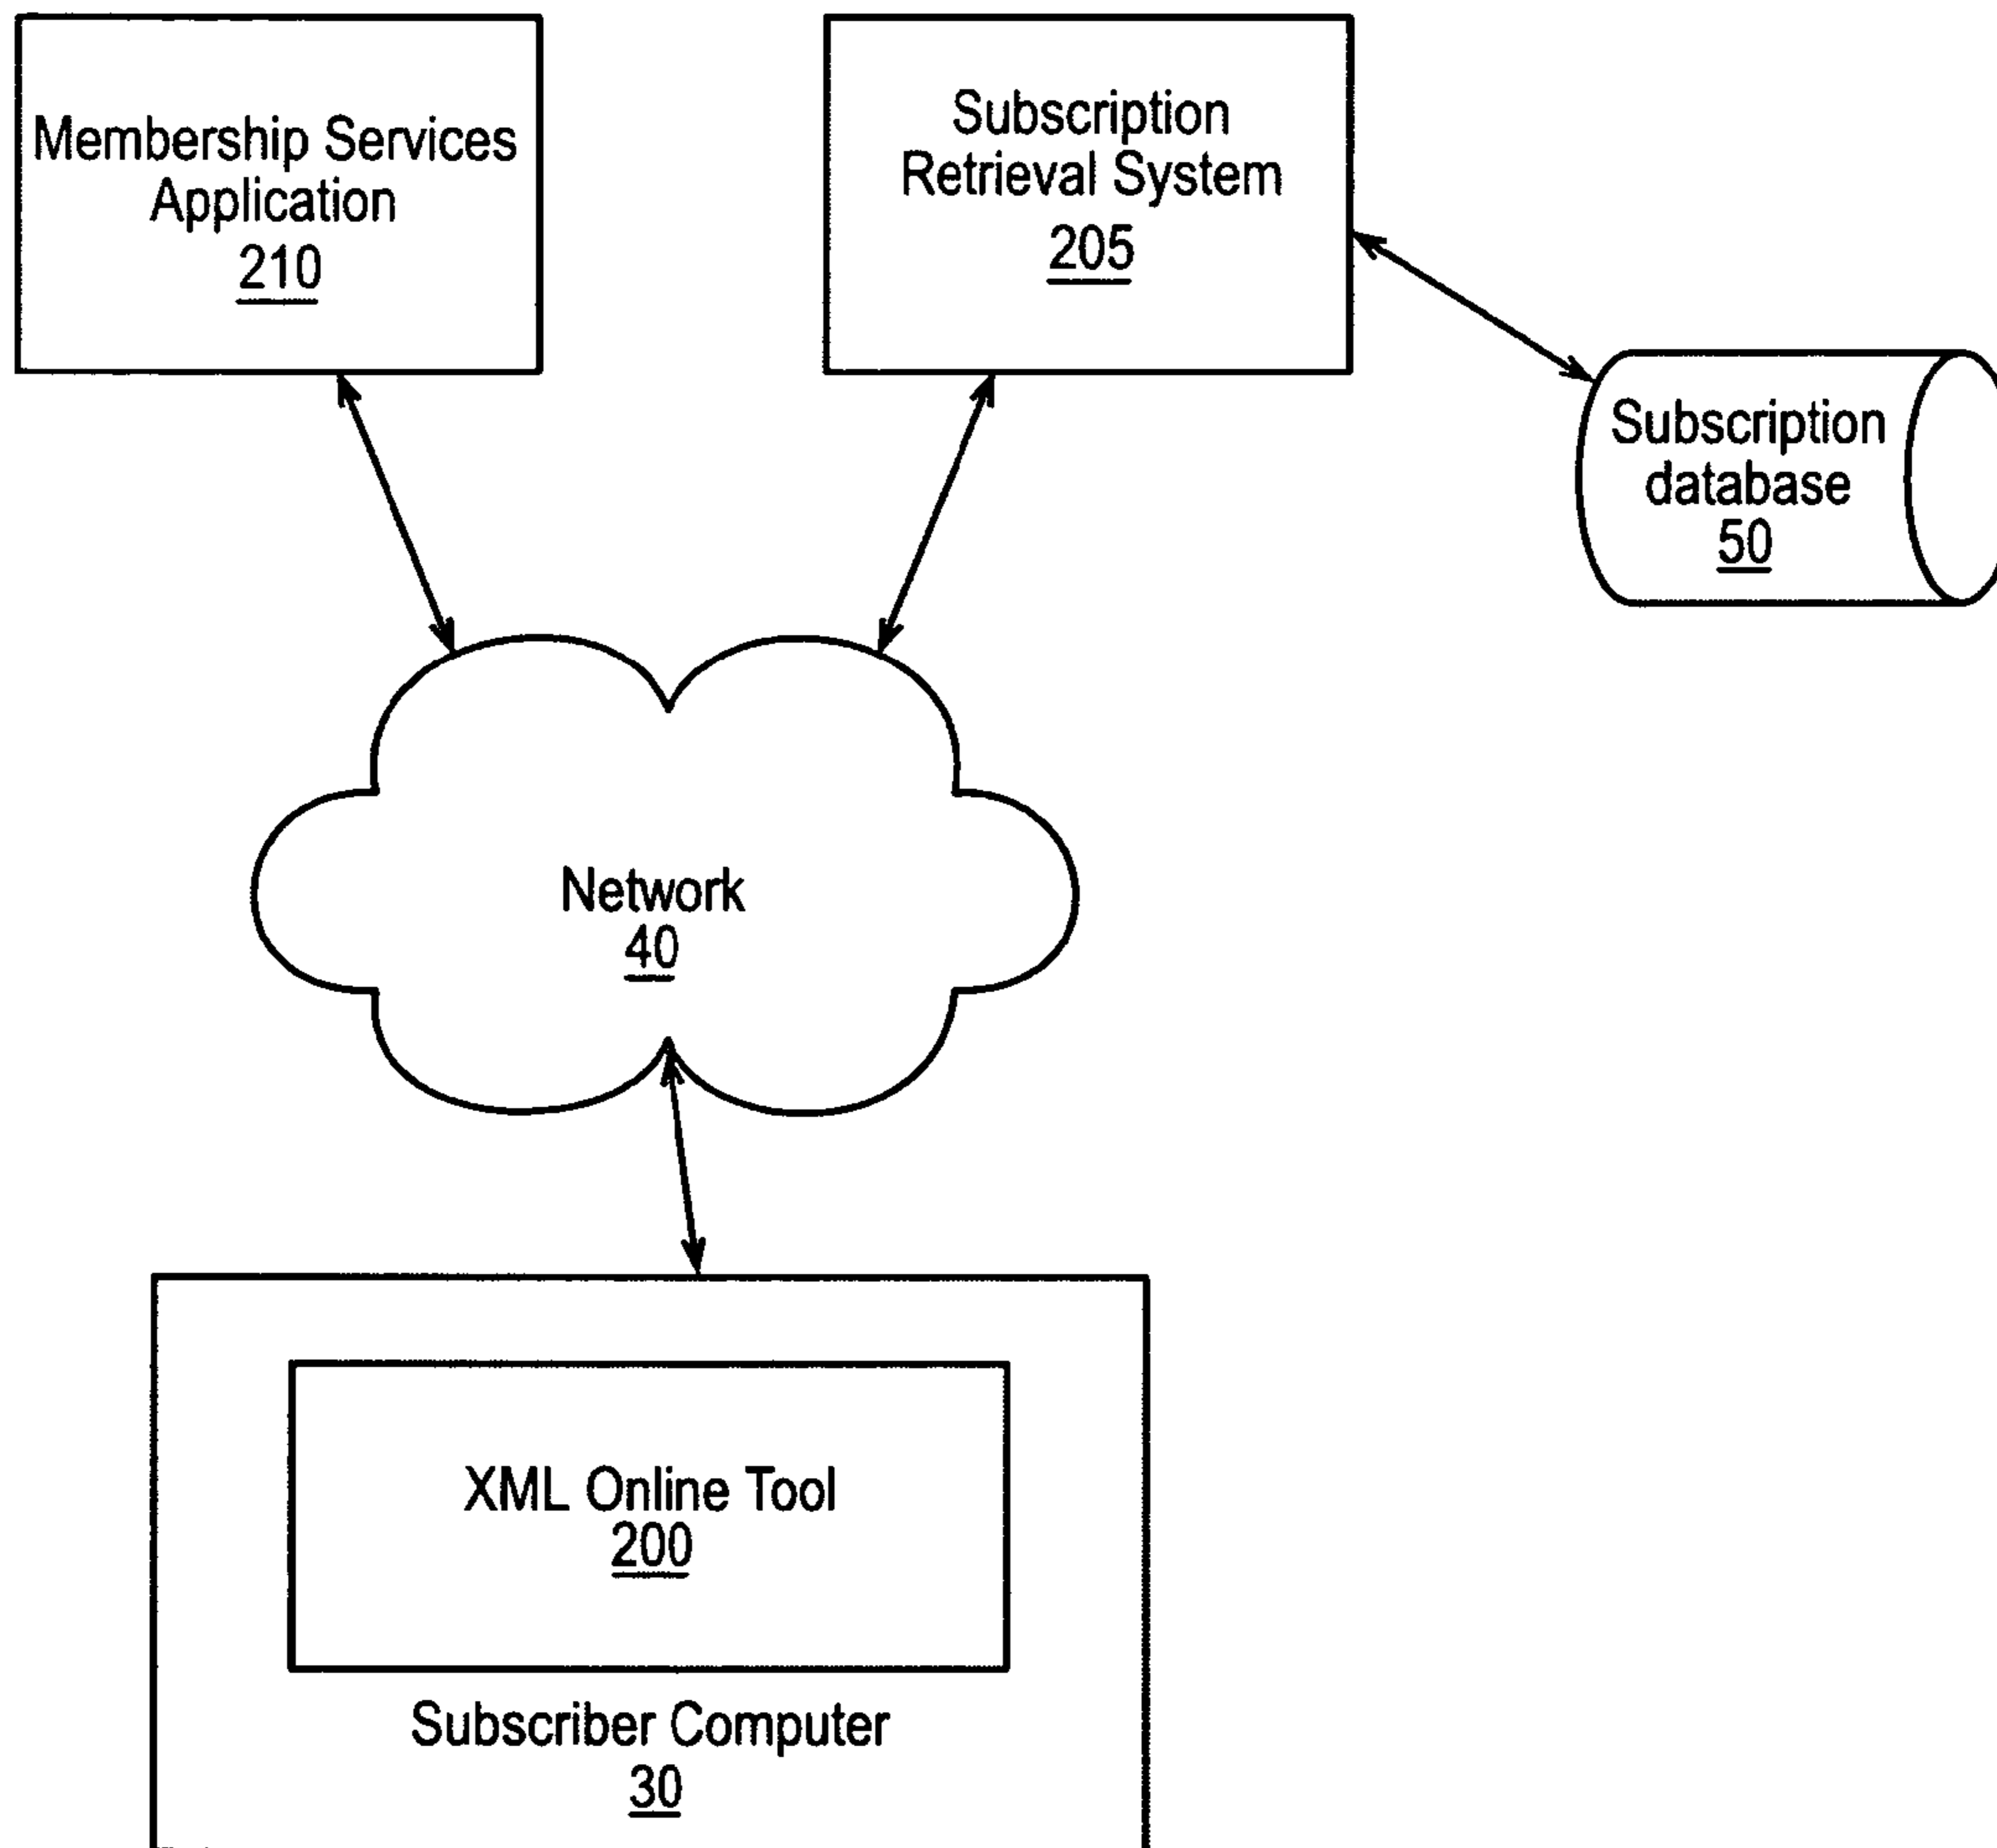 Membership Services
Application
210
Subscription
Retrieval System
205
Subscription
database
50
Network
40
XML Online Tool
200
Subscriber Computer
30